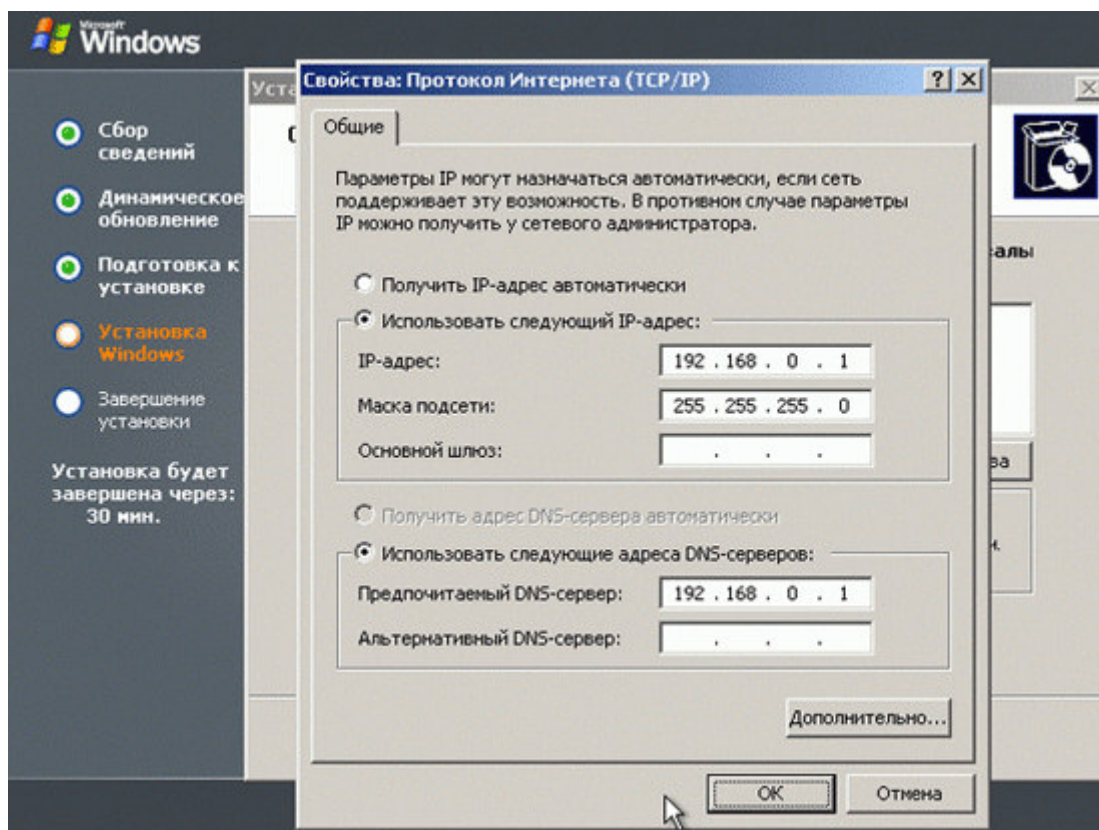 Microsoft
Windows
Сбор
сведений
Динамическое
обновление
Подготовка к
установке
Установка
Windows
Завершение
установки
Установка будет
завершена через:
30 мин.
Уста
Свойства: Протокол Интернета (TCP/IP)
Общие
Параметры IP могут назначаться автоматически, если сеть
поддерживает эту возможность. В противном случае параметры
IP можно получить у сетевого администратора.
Получить IP-адрес автоматически
Использовать следующий IP-адрес:
IP-адрес: 192 . 168 . 0 . 1
Маска подсети: 255 . 255 . 255 . 0
Основной шлюз: . . .
Получить адрес DNS-сервера автоматически
Использовать следующие адреса DNS-серверов:
Предпочитаемый DNS-сервер: 192 . 168 . 0 . 1
Альтернативный DNS-сервер: . . .
Дополнительно...
OK Отмена
алы
ва